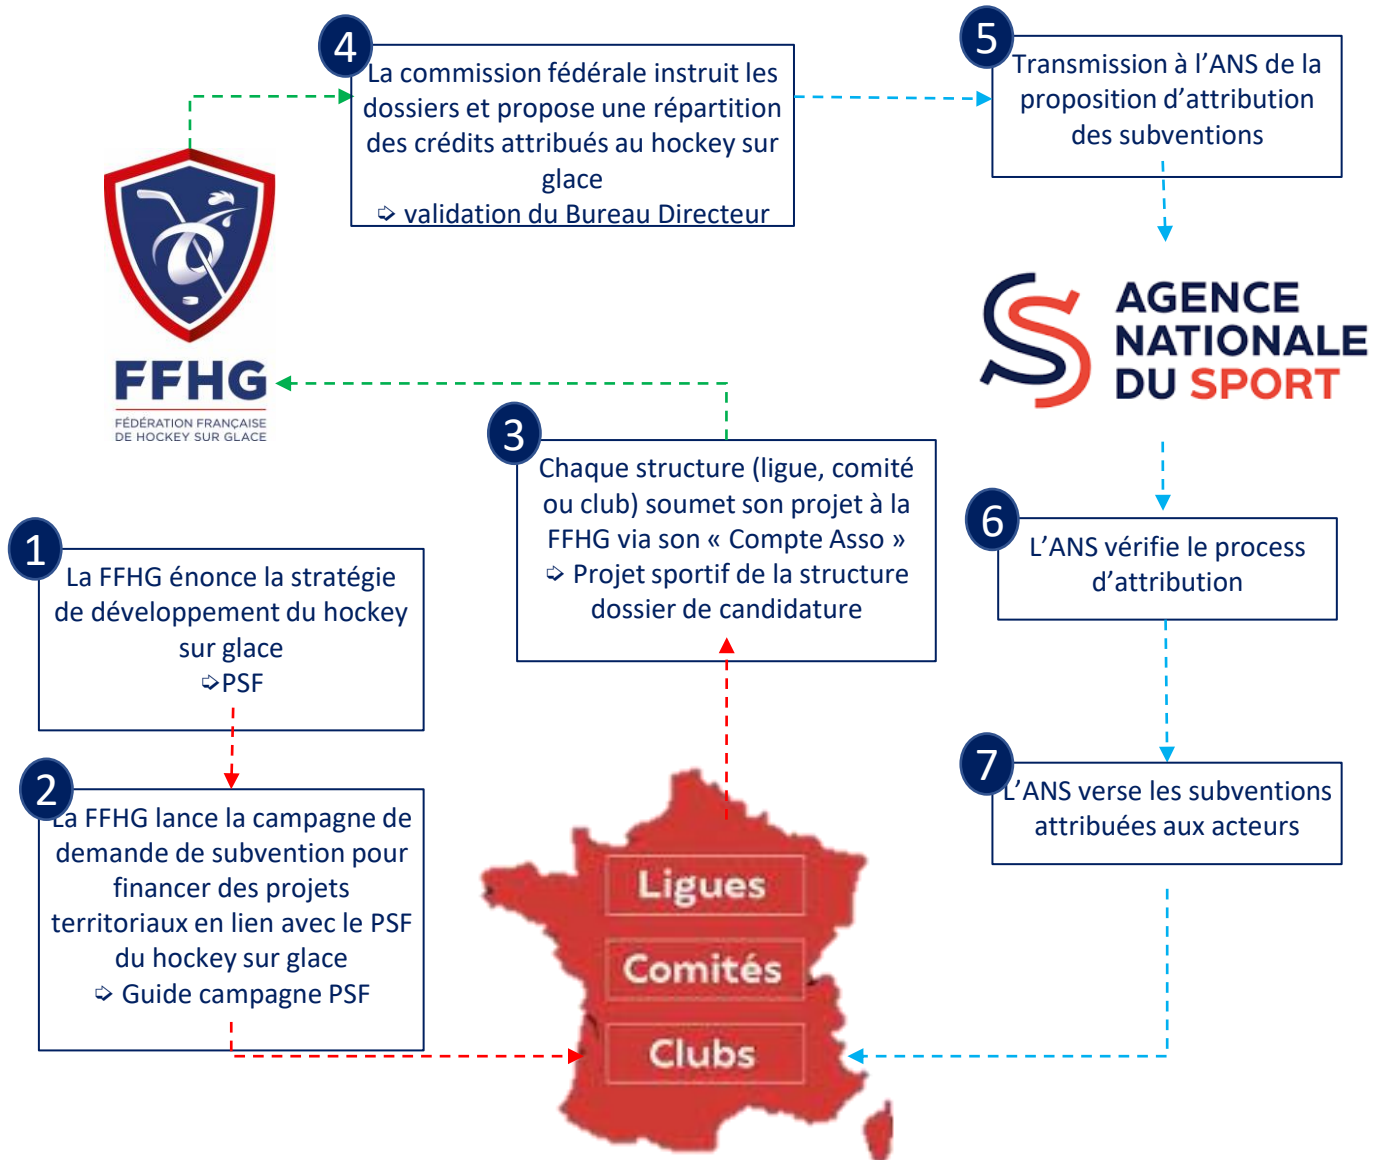 1
La FFHG énonce la stratégie
de développement du hockey
sur glace
➪PSF
2
La FFHG lance la campagne de
demande de subvention pour
financer des projets
territoriaux en lien avec le PSF
du hockey sur glace
➪ Guide campagne PSF
Ligues
Comités
Clubs
3
Chaque structure (ligue, comité
ou club) soumet son projet à la
FFHG via son « Compte Asso »
➪ Projet sportif de la structure
dossier de candidature
FFHG
FÉDÉRATION FRANÇAISE
DE HOCKEY SUR GLACE
4
La commission fédérale instruit les
dossiers et propose une répartition
des crédits attribués au hockey sur
glace
➪ validation du Bureau Directeur
5
Transmission à l’ANS de la
proposition d’attribution
des subventions
AGENCE
NATIONALE
DU SPORT
6
L’ANS vérifie le process
d’attribution
7
L’ANS verse les subventions
attribuées aux acteurs